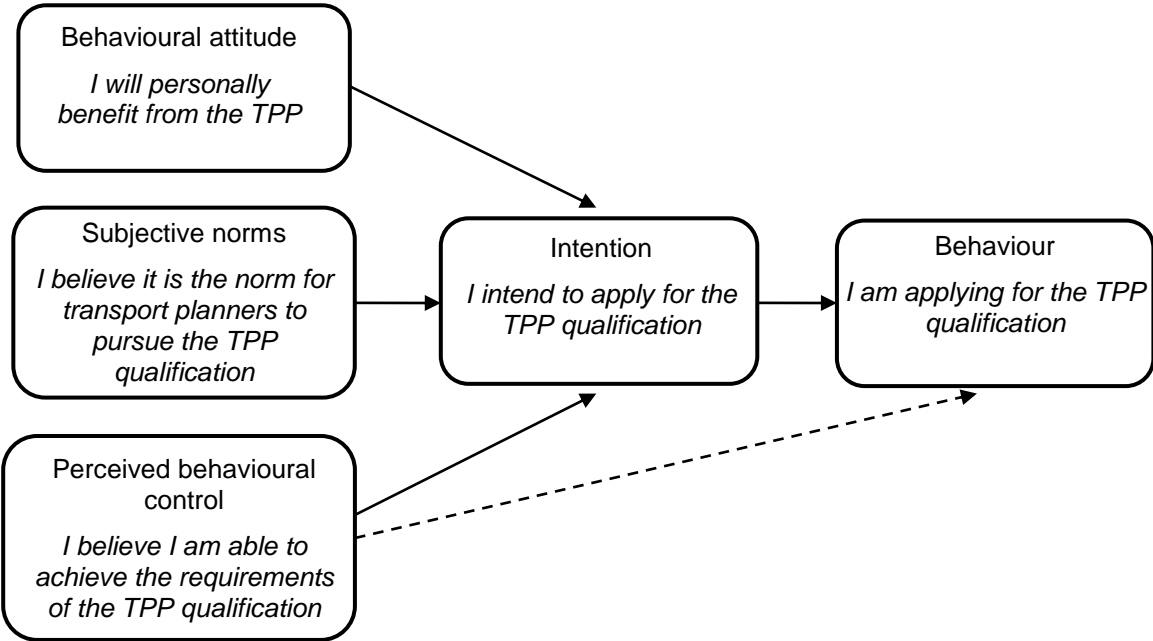 Behavioural attitude
I will personally
benefit from the TPP
Subjective norms
I believe it is the norm for
transport planners to
pursue the TPP
qualification
Intention
I intend to apply for the
TPP qualification
Behaviour
I am applying for the TPP
qualification
Perceived behavioural
control
I believe I am able to
achieve the requirements
of the TPP qualification